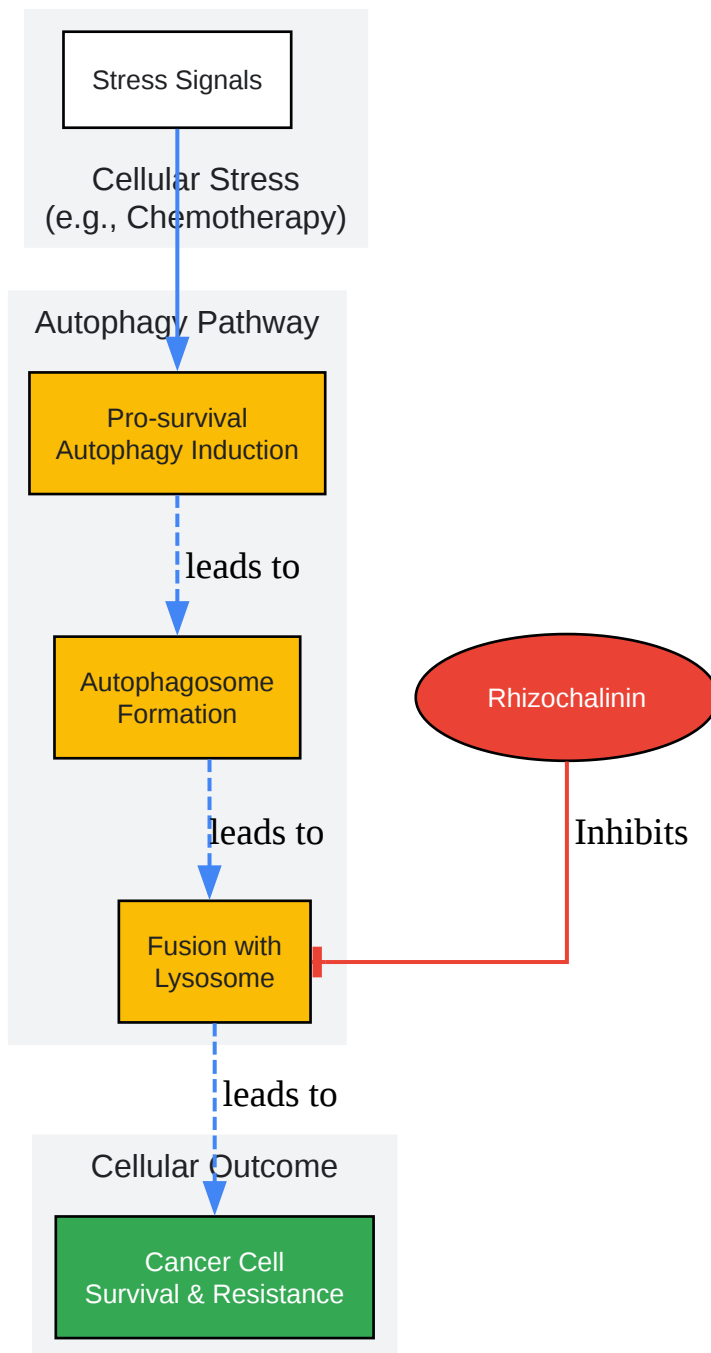 Stress Signals
Cellular Stress
(e.g., Chemotherapy)
Autophagy Pathway
Pro-survival
Autophagy Induction
leads to
Autophagosome
Formation
Rhizochalinin
leads to
Inhibits
Fusion with
Lysosome
leads to
Cellular Outcome
Cancer Cell
Survival & Resistance